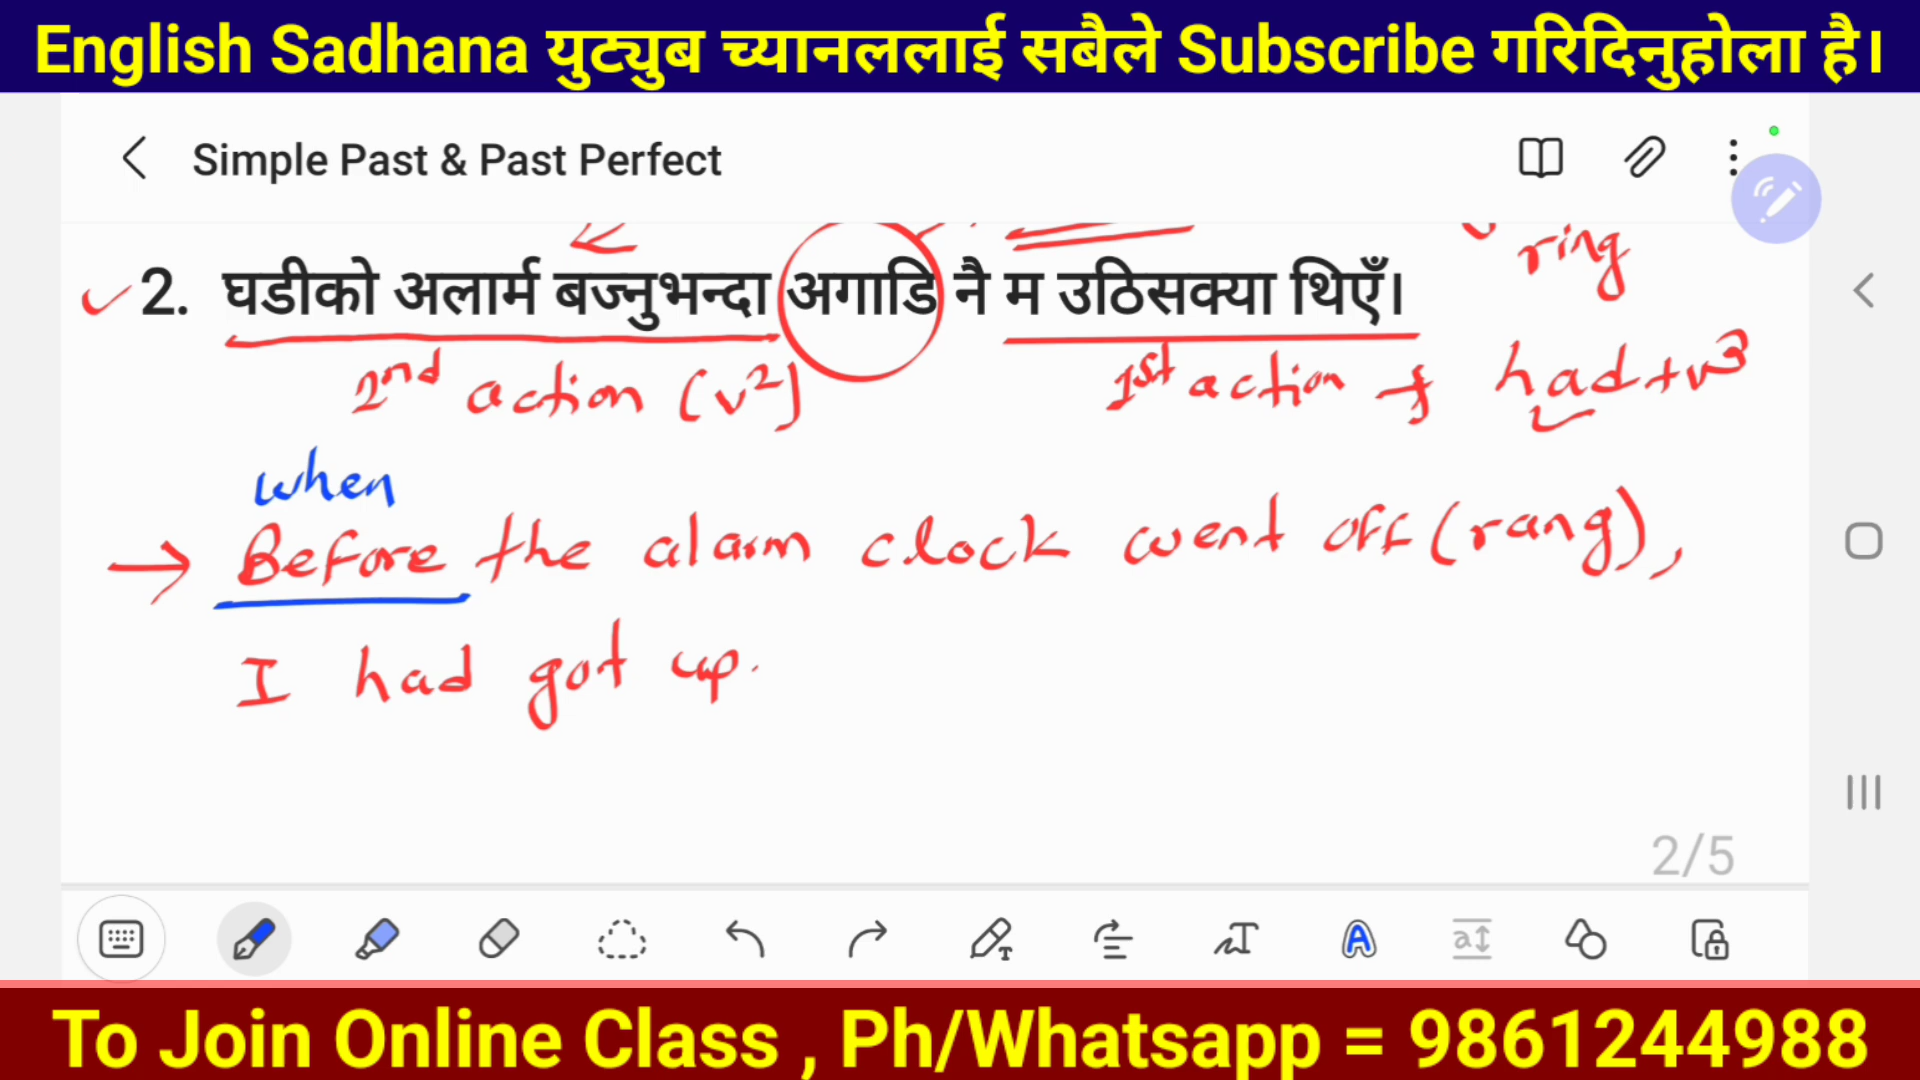 English Sadhana युट्युब च्यानललाई सबैले Subscribe गरिदिनुहोला है।
Simple Past & Past Perfect
ring
2. घडीको अलार्म बज्नुभन्दा अगाडि नै म उठिसक्या थिएँ।
2nd action (v2) 1st action → had+v3
when
→ Before the alarm clock went off (rang),
I had got up.
2/5
To Join Online Class , Ph/Whatsapp = 9861244988